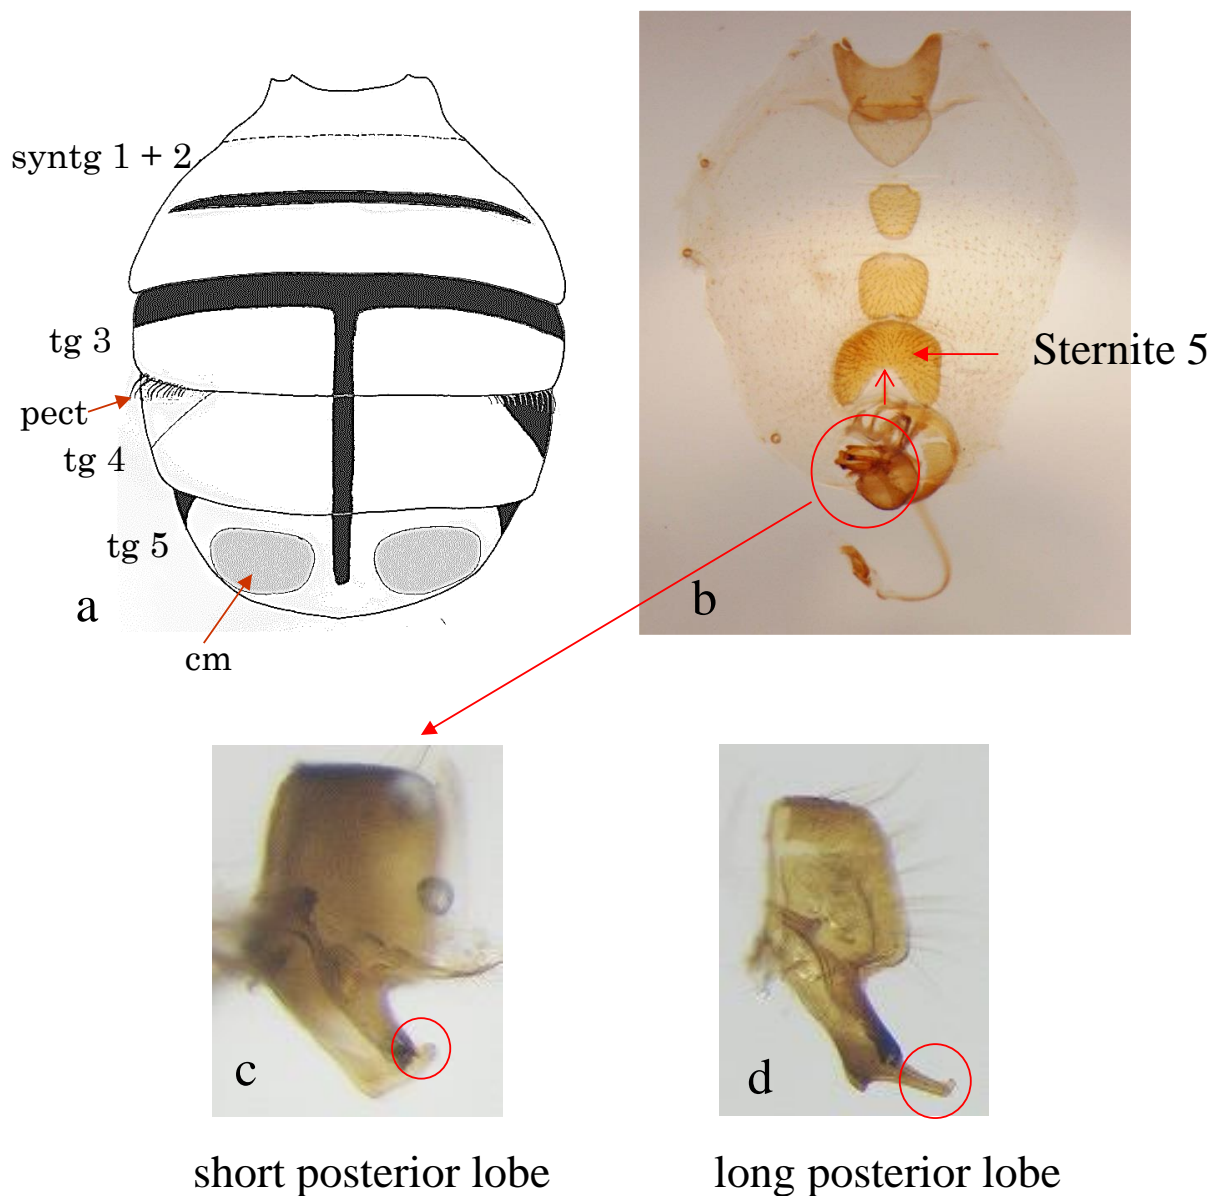 syntg 1 + 2
tg 3
pect
tg 4
tg 5
a
cm
Sternite 5
b
c
d
short posterior lobe
long posterior lobe